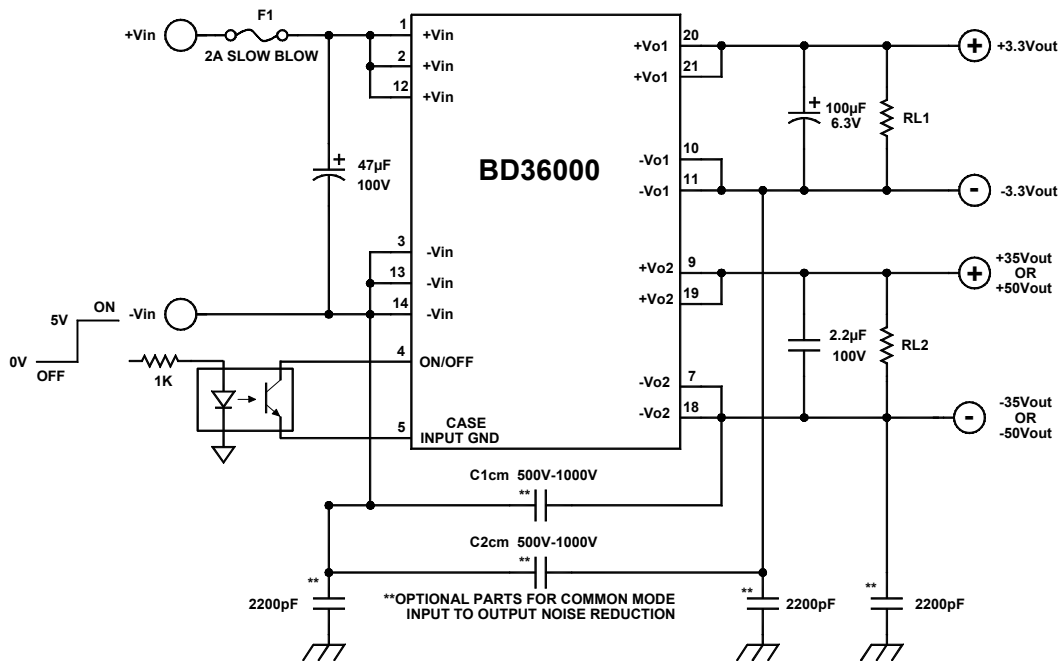 F1
+Vin
2A SLOW BLOW
1
+Vin
2
+Vin
12
+Vin
BD36000
+Vo1
20
+Vo1
21
-Vo1
10
-Vo1
11
+
100µF
6.3V
RL1
+
+3.3Vout
-
-3.3Vout
+
47µF
100V
3
-Vin
13
-Vin
14
-Vin
-Vin
5V
ON
0V
OFF
1K
4
ON/OFF
5
CASE
INPUT GND
+Vo2
9
+Vo2
19
-Vo2
7
-Vo2
18
2.2µF
100V
RL2
+
+35Vout
OR
+50Vout
-
-35Vout
OR
-50Vout
C1cm 500V-1000V
**
C2cm 500V-1000V
**
**OPTIONAL PARTS FOR COMMON MODE
INPUT TO OUTPUT NOISE REDUCTION
**
2200pF
**
2200pF
**
2200pF